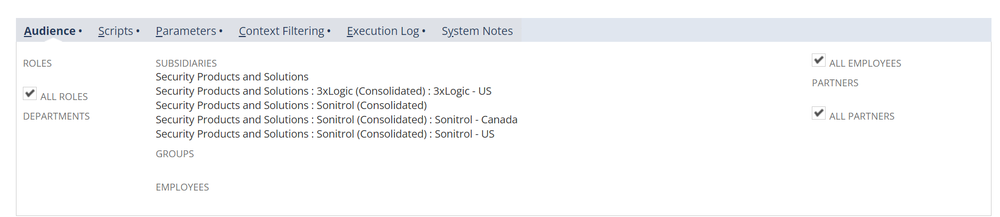 Audience • Scripts • Parameters • Context Filtering • Execution Log • System Notes
ROLES
ALL ROLES
DEPARTMENTS
SUBSIDIARIES
Security Products and Solutions
Security Products and Solutions : 3xLogic (Consolidated) : 3xLogic - US
Security Products and Solutions : Sonitrol (Consolidated)
Security Products and Solutions : Sonitrol (Consolidated) : Sonitrol - Canada
Security Products and Solutions : Sonitrol (Consolidated) : Sonitrol - US
GROUPS
EMPLOYEES
ALL EMPLOYEES
PARTNERS
ALL PARTNERS